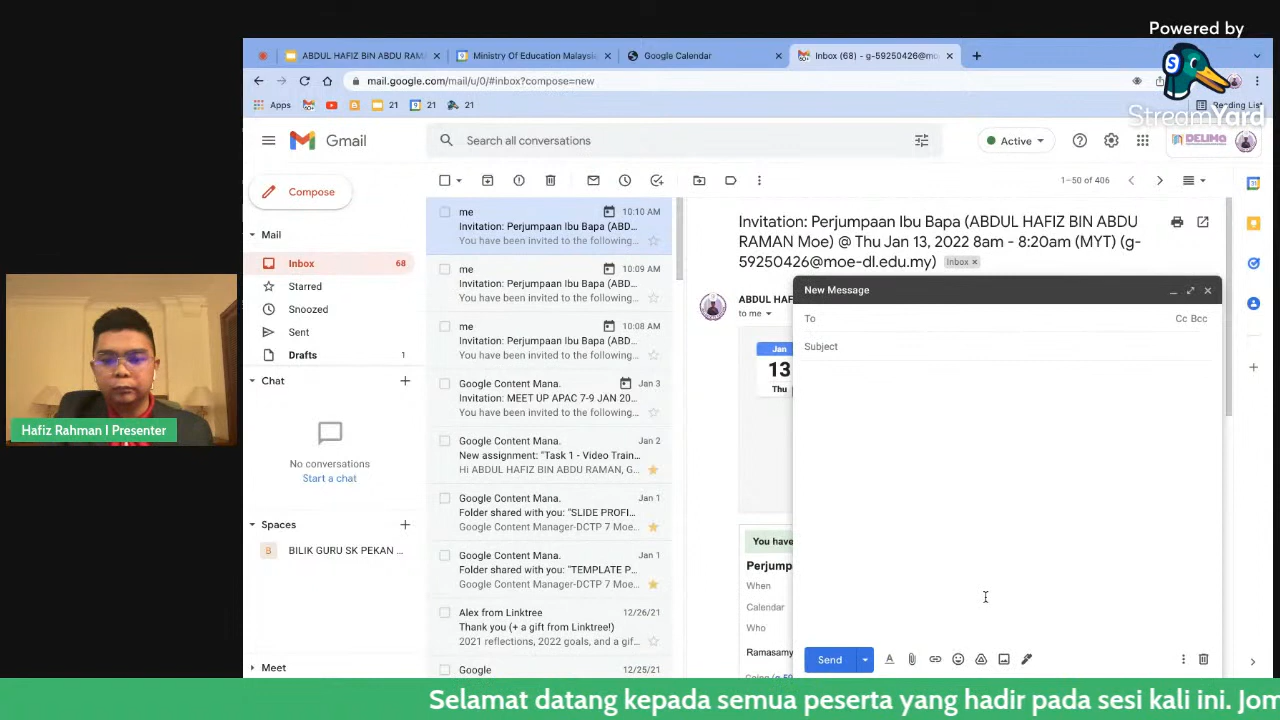 Powered by
StreamYard
ABDUL HAFIZ BIN ABDU RAM
Ministry Of Education Malaysi
Google Calendar
Inbox (68) - g-59250426@moe
mail.google.com/mail/u/0/#inbox?compose=new
Apps
21
21
21
Reading List
Gmail
Search all conversations
Active
DELIMa
Compose
1–50 of 406
Mail
Inbox 68
Starred
Snoozed
Sent
Drafts 1
Chat
No conversations
Start a chat
Spaces
B BILIK GURU SK PEKAN ...
Meet
me 10:10 AM
Invitation: Perjumpaan Ibu Bapa (ABD...
You have been invited to the following...
me 10:09 AM
Invitation: Perjumpaan Ibu Bapa (ABD...
You have been invited to the following...
me 10:08 AM
Invitation: Perjumpaan Ibu Bapa (ABD...
You have been invited to the following...
Google Content Mana. Jan 3
Invitation: MEET UP APAC 7-9 JAN 20...
You have been invited to the following...
Google Content Mana. Jan 2
New assignment: "Task 1 - Video Train...
Hi ABDUL HAFIZ BIN ABDU RAMAN, G...
Google Content Mana. Jan 1
Folder shared with you: "SLIDE PROFI...
Google Content Manager-DCTP 7 Moe...
Google Content Mana. Jan 1
Folder shared with you: "TEMPLATE P...
Google Content Manager-DCTP 7 Moe...
Alex from Linktree 12/26/21
Thank you (+ a gift from Linktree!)
2021 reflections, 2022 goals, and a gif...
Google 12/25/21
Invitation: Perjumpaan Ibu Bapa (ABDUL HAFIZ BIN ABDU
RAMAN Moe) @ Thu Jan 13, 2022 8am - 8:20am (MYT) (g-
59250426@moe-dl.edu.my) Inbox
ABDUL HAF
to me
Jan
13
Thu
You have
Perjump
When
Calendar
Who
Ramasamy
New Message
To
Cc Bcc
Subject
Send
Hafiz Rahman I Presenter
Selamat datang kepada semua peserta yang hadir pada sesi kali ini. Jom